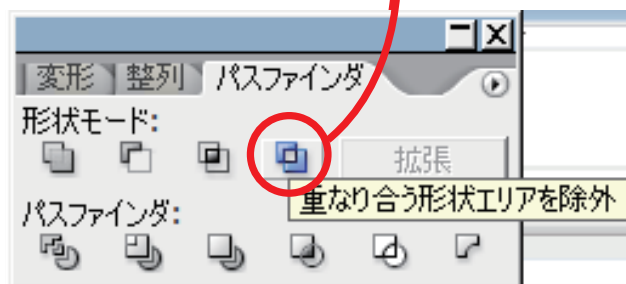 変形 整列 パスファインダ
形状モード:
拡張
重なり合う形状エリアを除外
パスファインダ: